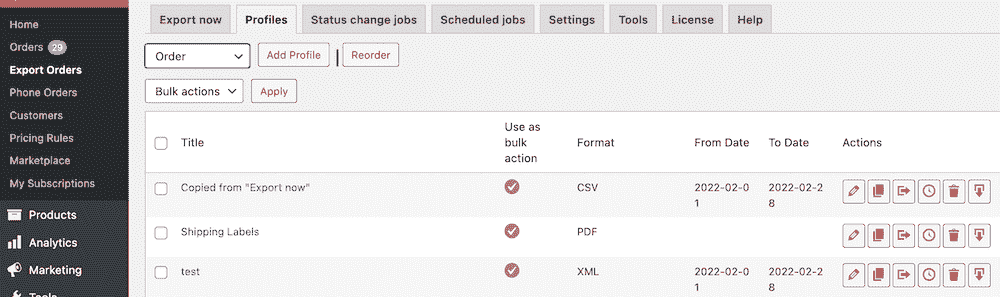 Home
Orders 29
Export Orders
Phone Orders
Customers
Pricing Rules
Marketplace
My Subscriptions
Products
Analytics
Marketing
Tools
Export now Profiles Status change jobs Scheduled jobs Settings Tools License Help
Order Add Profile Reorder
Bulk actions Apply
Title Use as bulk action Format From Date To Date Actions
Copied from "Export now" CSV 2022-02-01 2022-02-28
Shipping Labels PDF
test XML 2022-02-01 2022-02-28